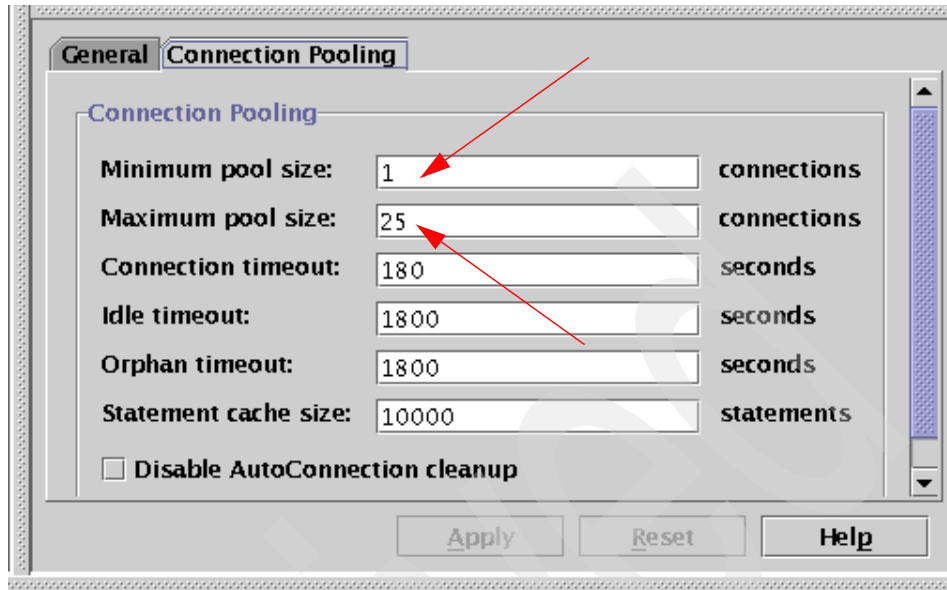 General Connection Pooling
Connection Pooling
Minimum pool size: 1 connections
Maximum pool size: 25 connections
Connection timeout: 180 seconds
Idle timeout: 1800 seconds
Orphan timeout: 1800 seconds
Statement cache size: 10000 statements
Disable AutoConnection cleanup
Apply Reset Help